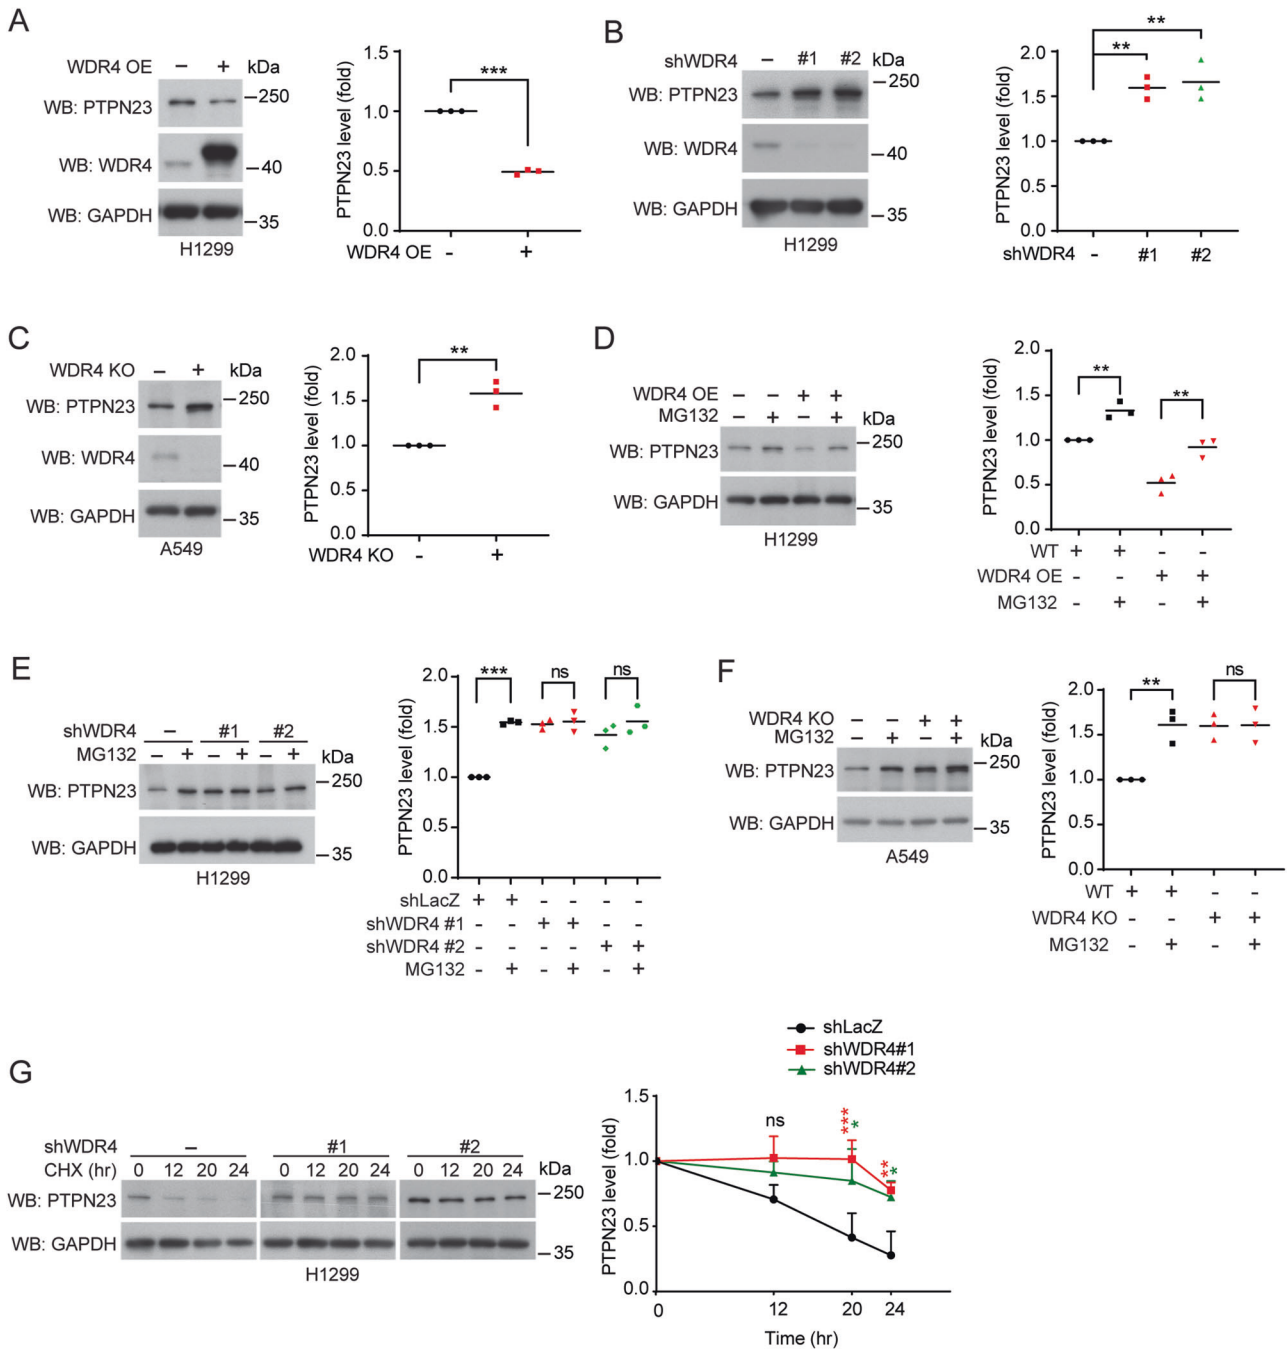 A
WDR4 OE – + kDa
WB: PTPN23 –250
WB: WDR4 –40
WB: GAPDH –35
H1299
PTPN23 level (fold)
1.5
1.0
0.5
0.0
***
WDR4 OE - +
B
shWDR4 – #1 #2 kDa
WB: PTPN23 –250
WB: WDR4 –40
WB: GAPDH –35
H1299
PTPN23 level (fold)
2.0
1.5
1.0
0.5
0.0
**
**
shWDR4 - #1 #2
C
WDR4 KO – + kDa
WB: PTPN23 –250
WB: WDR4 –40
WB: GAPDH –35
A549
PTPN23 level (fold)
2.0
1.5
1.0
0.5
0.0
**
WDR4 KO - +
D
WDR4 OE – – + +
MG132 – + – + kDa
WB: PTPN23 –250
WB: GAPDH –35
H1299
PTPN23 level (fold)
2.0
1.5
1.0
0.5
0.0
** **
WT + + - -
WDR4 OE - - + +
MG132 - + - +
E
shWDR4 – #1 #2
MG132 – + – + – + kDa
WB: PTPN23 –250
WB: GAPDH –35
H1299
PTPN23 level (fold)
2.0
1.5
1.0
0.5
0.0
*** ns ns
shLacZ + + - - - -
shWDR4 #1 - - + + - -
shWDR4 #2 - - - - + +
MG132 - + - + - +
F
WDR4 KO – – + +
MG132 – + – + kDa
WB: PTPN23 –250
WB: GAPDH –35
A549
PTPN23 level (fold)
2.0
1.5
1.0
0.5
0.0
** ns
WT + + - -
WDR4 KO - - + +
MG132 - + - +
G
shWDR4 – #1 #2
CHX (hr) 0 12 20 24 0 12 20 24 0 12 20 24 kDa
WB: PTPN23 –250
WB: GAPDH –35
H1299
shLacZ
shWDR4#1
shWDR4#2
PTPN23 level (fold)
1.5
1.0
0.5
0.0
ns *** * ** *
0 12 20 24
Time (hr)